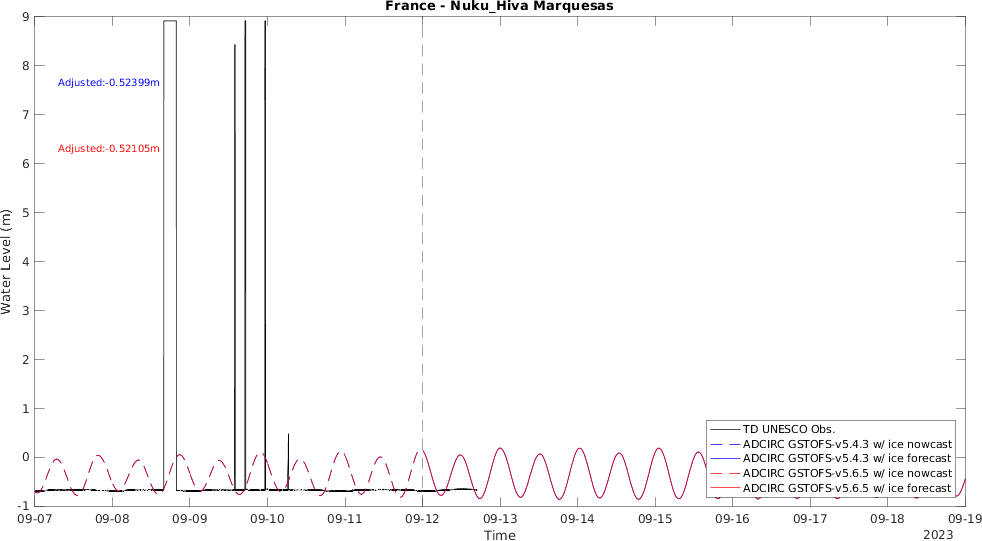 France - Nuku_Hiva Marquesas
9
8
7
6
5
4
3
2
1
0
-1
Water Level (m)
Adjusted:-0.52399m
Adjusted:-0.52105m
TD UNESCO Obs.
ADCIRC GSTOFS-v5.4.3 w/ ice nowcast
ADCIRC GSTOFS-v5.4.3 w/ ice forecast
ADCIRC GSTOFS-v5.6.5 w/ ice nowcast
ADCIRC GSTOFS-v5.6.5 w/ ice forecast
09-07 09-08 09-09 09-10 09-11 09-12 09-13 09-14 09-15 09-16 09-17 09-18 09-19
Time
2023